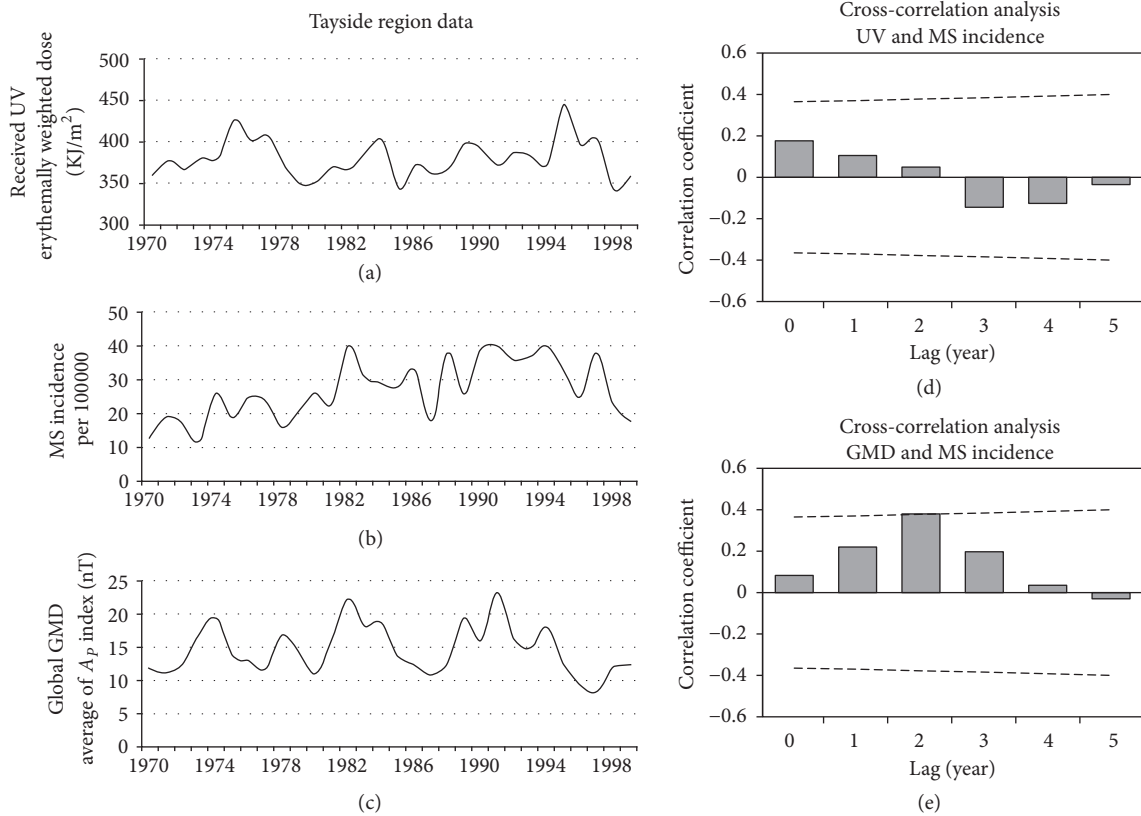 Tayside region data
Received UV
erythemally weighted dose
(KJ/m²)
500
450
400
350
300
1970 1974 1978 1982 1986 1990 1994 1998
(a)
MS incidence
per 100000
50
40
30
20
10
0
1970 1974 1978 1982 1986 1990 1994 1998
(b)
Global GMD
average of A_P index (nT)
25
20
15
10
5
0
1970 1974 1978 1982 1986 1990 1994 1998
(c)
Cross-correlation analysis
UV and MS incidence
Correlation coefficient
0.6
0.4
0.2
0
−0.2
−0.4
−0.6
0 1 2 3 4 5
Lag (year)
(d)
Cross-correlation analysis
GMD and MS incidence
Correlation coefficient
0.6
0.4
0.2
0
−0.2
−0.4
−0.6
0 1 2 3 4 5
Lag (year)
(e)